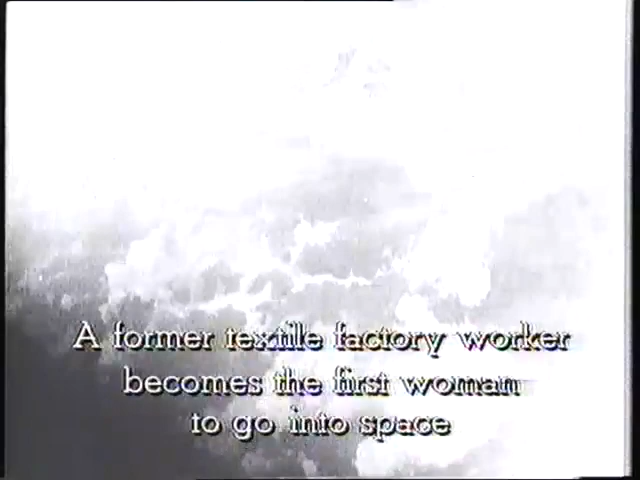 A former textile factory worker
becomes the first woman
to go into space